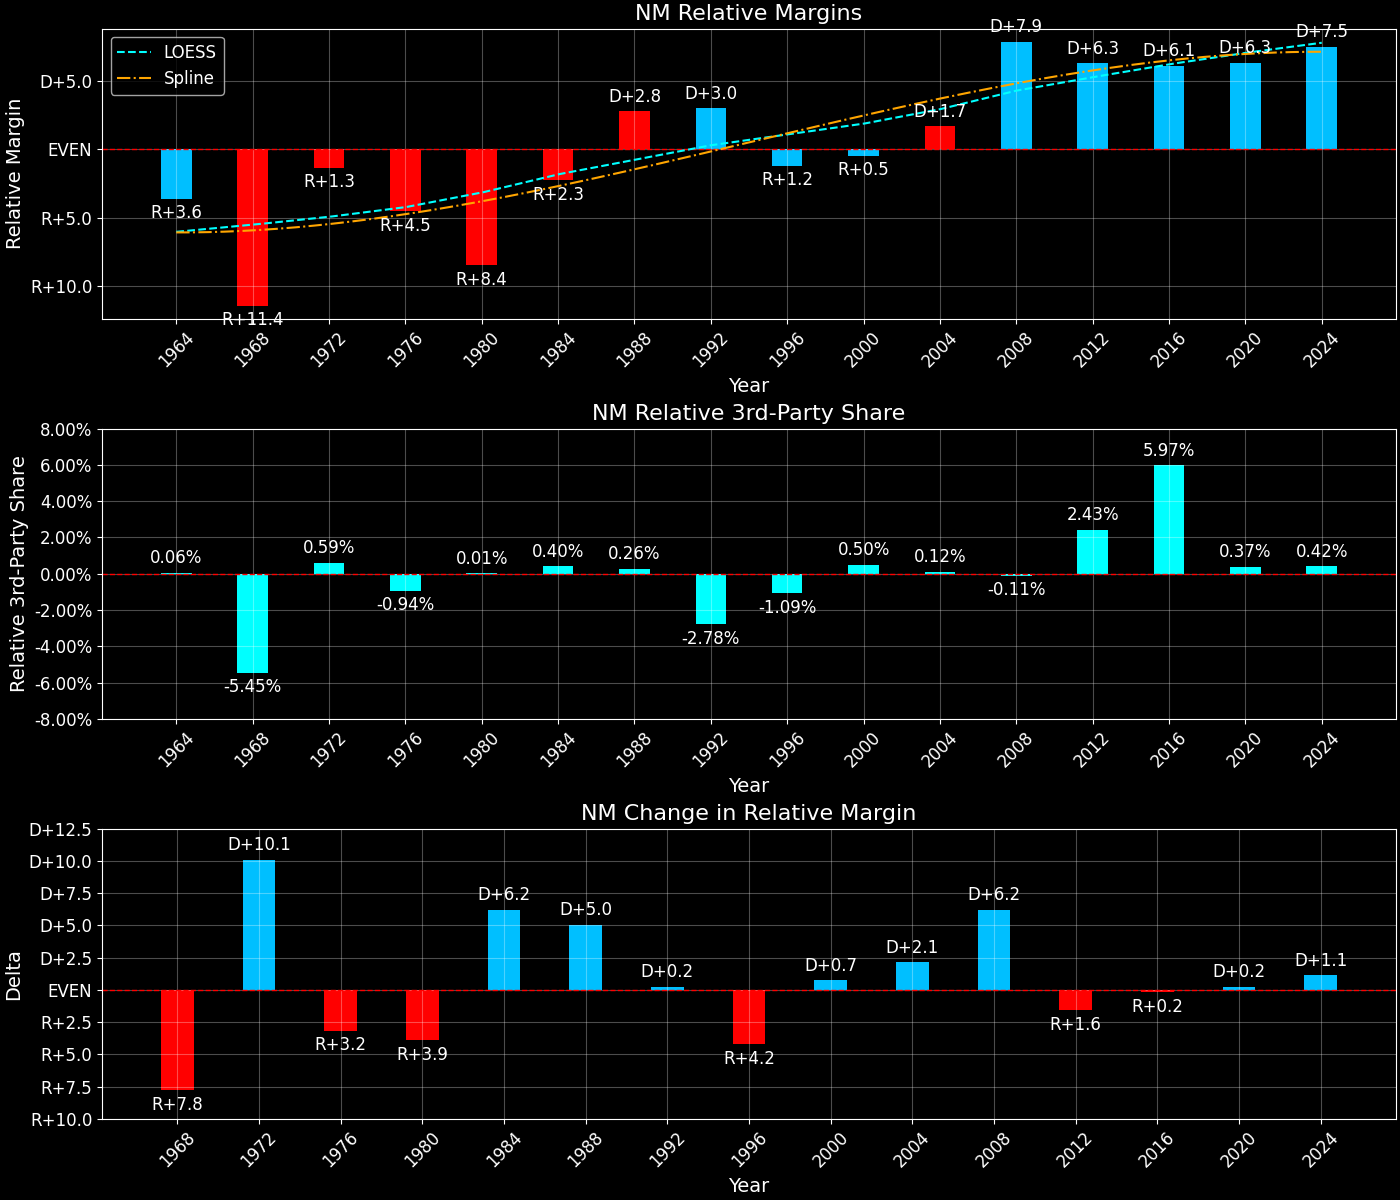 NM Relative Margins
LOESS
Spline
Relative Margin
D+5.0
EVEN
R+5.0
R+10.0
R+3.6
R+11.4
R+1.3
R+4.5
R+8.4
R+2.3
D+2.8
D+3.0
R+1.2
R+0.5
D+1.7
D+7.9
D+6.3
D+6.1
D+6.3
D+7.5
1964 1968 1972 1976 1980 1984 1988 1992 1996 2000 2004 2008 2012 2016 2020 2024
Year
NM Relative 3rd-Party Share
Relative 3rd-Party Share
8.00%
6.00%
4.00%
2.00%
0.00%
-2.00%
-4.00%
-6.00%
-8.00%
0.06%
-5.45%
0.59%
-0.94%
0.01%
0.40%
0.26%
-2.78%
-1.09%
0.50%
0.12%
-0.11%
2.43%
5.97%
0.37%
0.42%
1964 1968 1972 1976 1980 1984 1988 1992 1996 2000 2004 2008 2012 2016 2020 2024
Year
NM Change in Relative Margin
Delta
D+12.5
D+10.0
D+7.5
D+5.0
D+2.5
EVEN
R+2.5
R+5.0
R+7.5
R+10.0
R+7.8
D+10.1
R+3.2
R+3.9
D+6.2
D+5.0
D+0.2
R+4.2
D+0.7
D+2.1
D+6.2
R+1.6
R+0.2
D+0.2
D+1.1
1968 1972 1976 1980 1984 1988 1992 1996 2000 2004 2008 2012 2016 2020 2024
Year